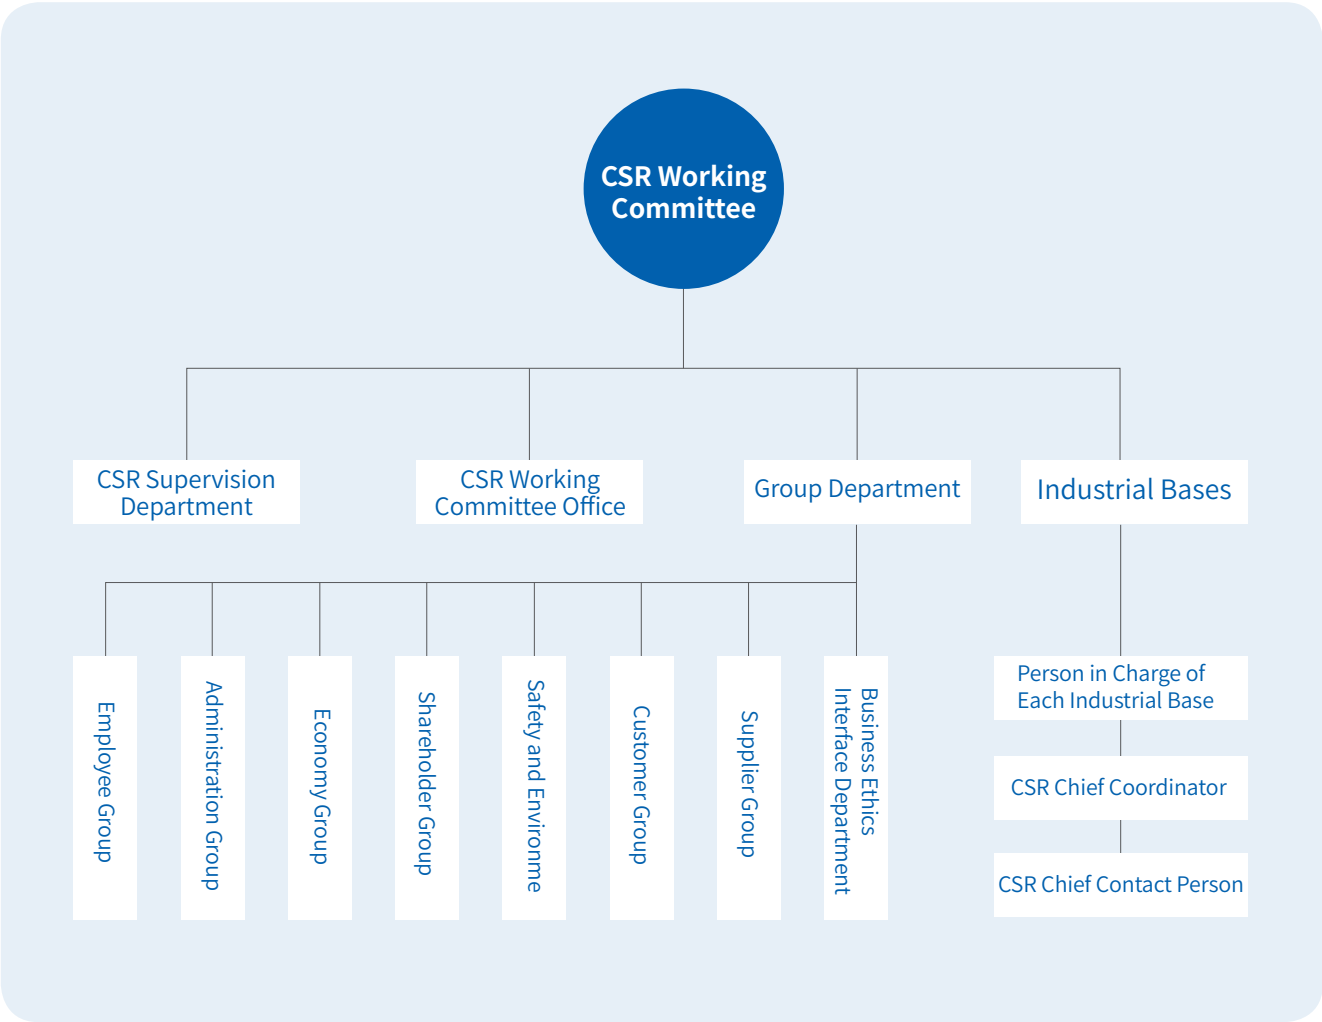 CSR Working
Committee
CSR Supervision
Department
CSR Working
Committee Office
Group Department
Industrial Bases
Employee Group
Administration Group
Economy Group
Shareholder Group
Safety and Environme
Customer Group
Supplier Group
Business Ethics
Interface Department
Person in Charge of
Each Industrial Base
CSR Chief Coordinator
CSR Chief Contact Person